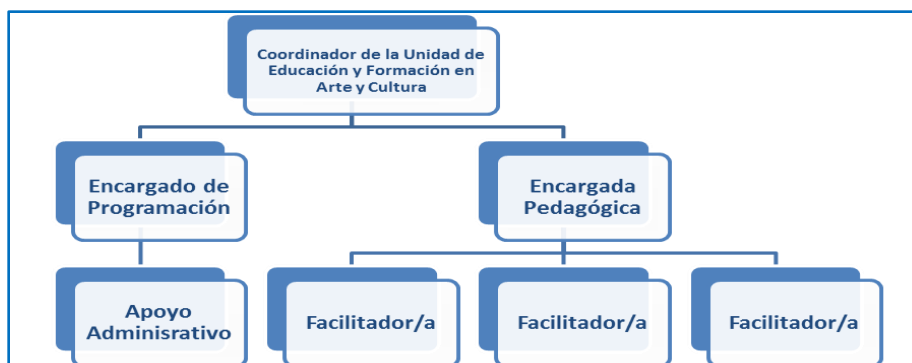 Coordinador de la Unidad de
Educación y Formación en
Arte y Cultura
Encargado de
Programación
Encargada
Pedagógica
Apoyo
Adminisrativo
Facilitador/a
Facilitador/a
Facilitador/a